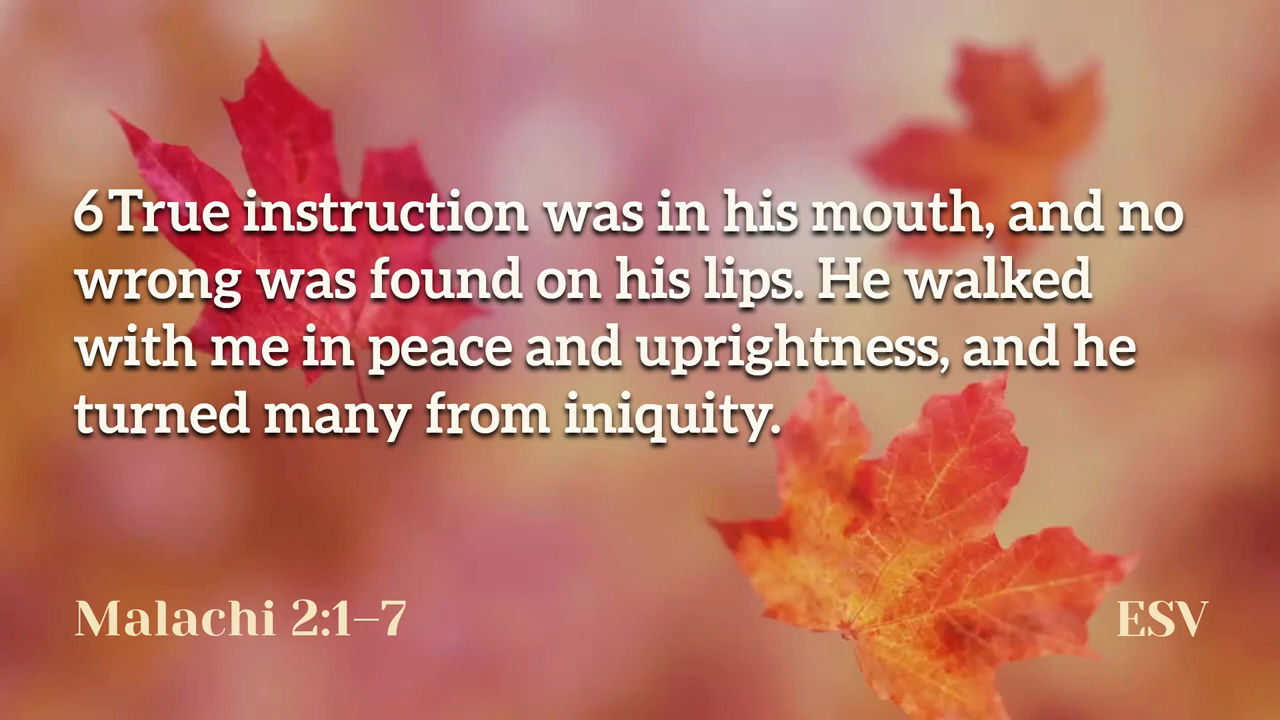 6 True instruction was in his mouth, and no
wrong was found on his lips. He walked
with me in peace and uprightness, and he
turned many from iniquity.
Malachi 2:1–7
ESV